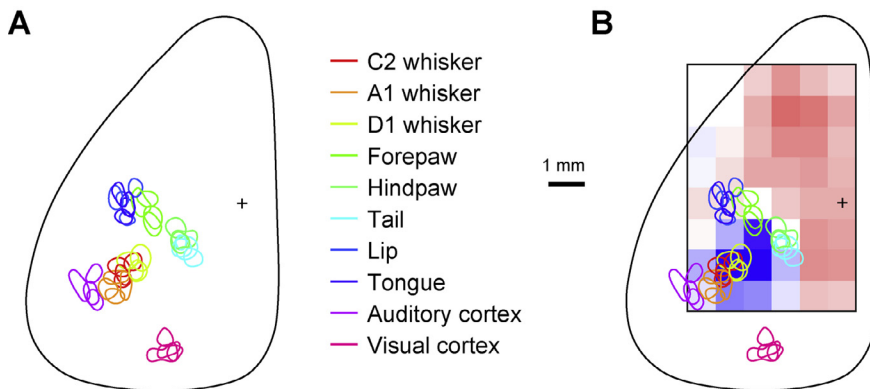 A
B
C2 whisker
A1 whisker
D1 whisker
Forepaw
Hindpaw
Tail
Lip
Tongue
Auditory cortex
Visual cortex
1 mm
+
+